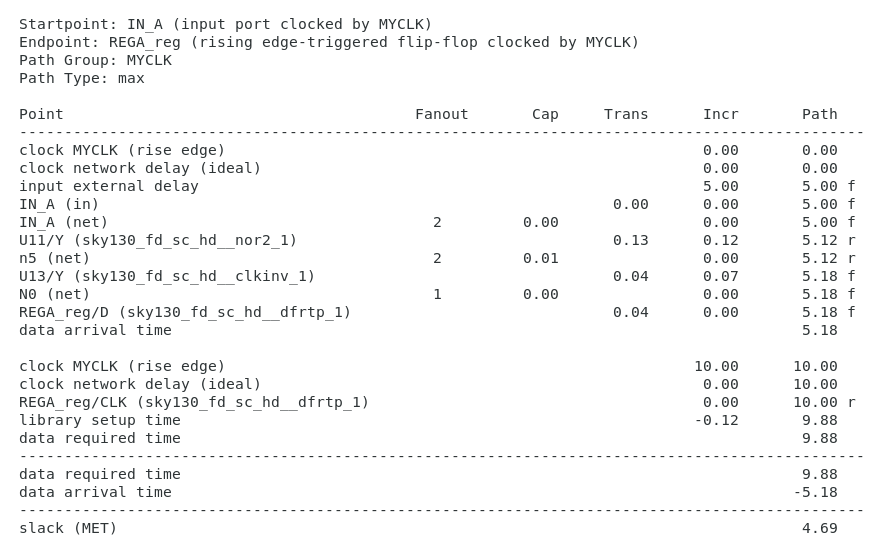 Startpoint: IN_A (input port clocked by MYCLK)
Endpoint: REGA_reg (rising edge-triggered flip-flop clocked by MYCLK)
Path Group: MYCLK
Path Type: max

Point                                       Fanout       Cap     Trans      Incr       Path
----------------------------------------------------------------------------------------------
clock MYCLK (rise edge)                                                     0.00       0.00
clock network delay (ideal)                                                 0.00       0.00
input external delay                                                        5.00       5.00 f
IN_A (in)                                                         0.00      0.00       5.00 f
IN_A (net)                                    2         0.00                0.00       5.00 f
U11/Y (sky130_fd_sc_hd__nor2_1)                                   0.13      0.12       5.12 r
n5 (net)                                      2         0.01                0.00       5.12 r
U13/Y (sky130_fd_sc_hd__clkinv_1)                                 0.04      0.07       5.18 f
N0 (net)                                      1         0.00                0.00       5.18 f
REGA_reg/D (sky130_fd_sc_hd__dfrtp_1)                             0.04      0.00       5.18 f
data arrival time                                                                      5.18

clock MYCLK (rise edge)                                                    10.00      10.00
clock network delay (ideal)                                                 0.00      10.00
REGA_reg/CLK (sky130_fd_sc_hd__dfrtp_1)                                     0.00      10.00 r
library setup time                                                         -0.12       9.88
data required time                                                                     9.88
----------------------------------------------------------------------------------------------
data required time                                                                     9.88
data arrival time                                                                     -5.18
----------------------------------------------------------------------------------------------
slack (MET)                                                                            4.69